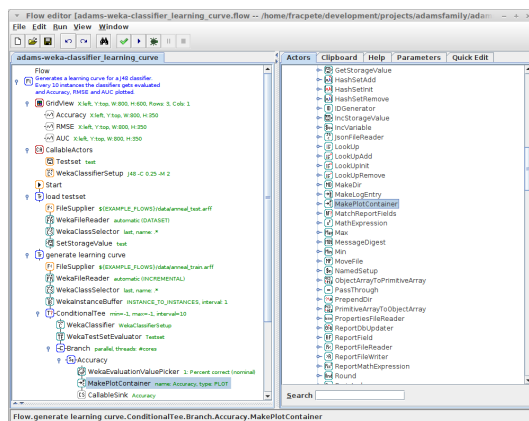 Flow editor [adams-weka-classifier_learning_curve.flow -- /home/fracpete/development/projects/adamsfamily/adams
File Edit Run View Window
adams-weka-classifier_learning_curve
Flow
Generates a learning curve for a J48 classifier.
Every 10 instances the classifiers gets evaluated
and Accuracy, RMSE and AUC plotted.
GridView X:left, Y:top, W:800, H:600, Rows: 3, Cols: 1
Accuracy X:left, Y:top, W:800, H:350
RMSE X:left, Y:top, W:800, H:350
AUC X:left, Y:top, W:800, H:350
CallableActors
Testset test
WekaClassifierSetup J48 -C 0.25 -M 2
Start
load testset
FileSupplier ${EXAMPLE_FLOWS}/data/anneal_test.arff
WekaFileReader automatic (DATASET)
WekaClassSelector last, name: .*
SetStorageValue test
generate learning curve
FileSupplier ${EXAMPLE_FLOWS}/data/anneal_train.arff
WekaFileReader automatic (INCREMENTAL)
WekaClassSelector last, name: .*
WekaInstanceBuffer INSTANCE_TO_INSTANCES, interval: 1
ConditionalTee min=-1, max=-1, interval=10
WekaClassifier WekaClassifierSetup
WekaTestSetEvaluator Testset
Branch parallel, threads: #cores
Accuracy
WekaEvaluationValuePicker 1. Percent correct (nominal)
MakePlotContainer name: Accuracy, type: PLOT
CallableSink Accuracy
Actors Clipboard Help Parameters Quick Edit
GetStorageValue
HashSetAdd
HashSetInit
HashSetRemove
IDGenerator
IncStorageValue
IncVariable
JsonFileReader
LookUp
LookUpAdd
LookUpInit
LookUpRemove
MakeDir
MakeLogEntry
MakePlotContainer
MatchReportFields
MathExpression
Max
MessageDigest
Min
MoveFile
NamedSetup
ObjectArrayToPrimitiveArray
PassThrough
PrependDir
PrimitiveArrayToObjectArray
PropertiesFileReader
ReportDbUpdater
ReportField
ReportFileReader
ReportFileWriter
ReportMathExpression
Round
Search
Flow.generate learning curve.ConditionalTee.Branch.Accuracy.MakePlotContainer